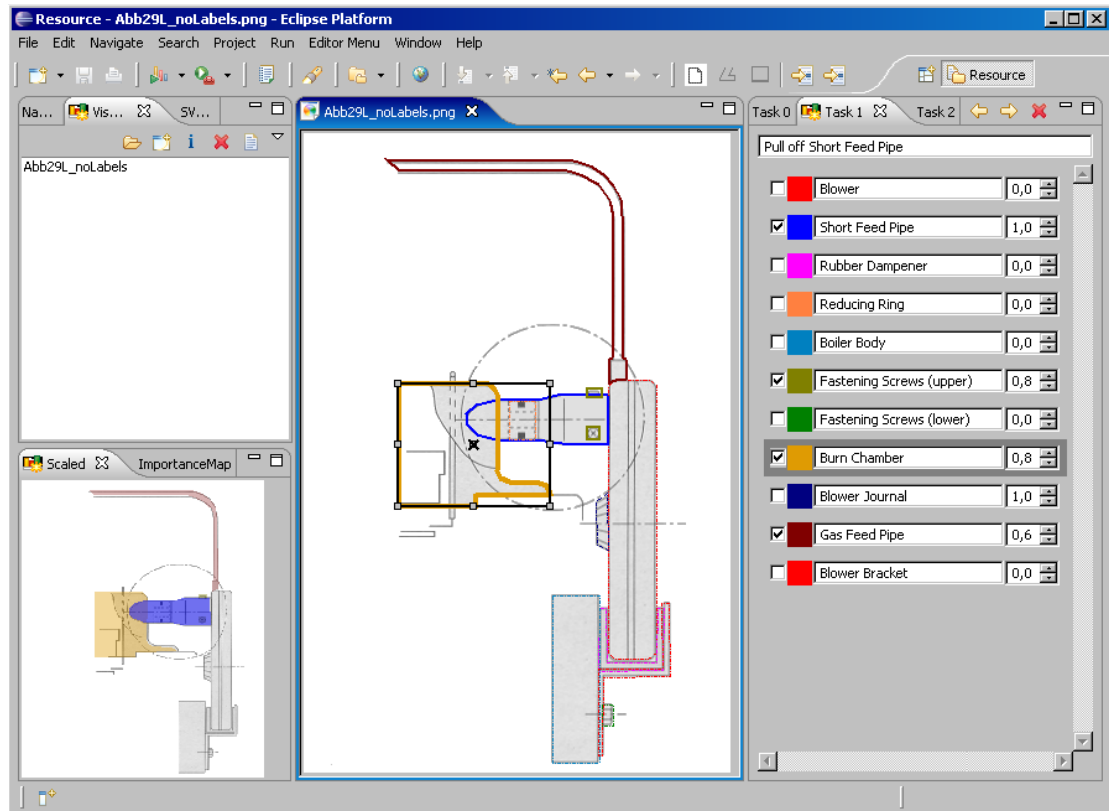 Resource - Abb29L_noLabels.png - Eclipse Platform
File Edit Navigate Search Project Run Editor Menu Window Help
Resource
Na... Vis... SV...
Abb29L_noLabels
Scaled ImportanceMap
Abb29L_noLabels.png
Task 0 Task 1 Task 2
Pull off Short Feed Pipe
Blower 0,0
Short Feed Pipe 1,0
Rubber Dampener 0,0
Reducing Ring 0,0
Boiler Body 0,0
Fastening Screws (upper) 0,8
Fastening Screws (lower) 0,0
Burn Chamber 0,8
Blower Journal 1,0
Gas Feed Pipe 0,6
Blower Bracket 0,0